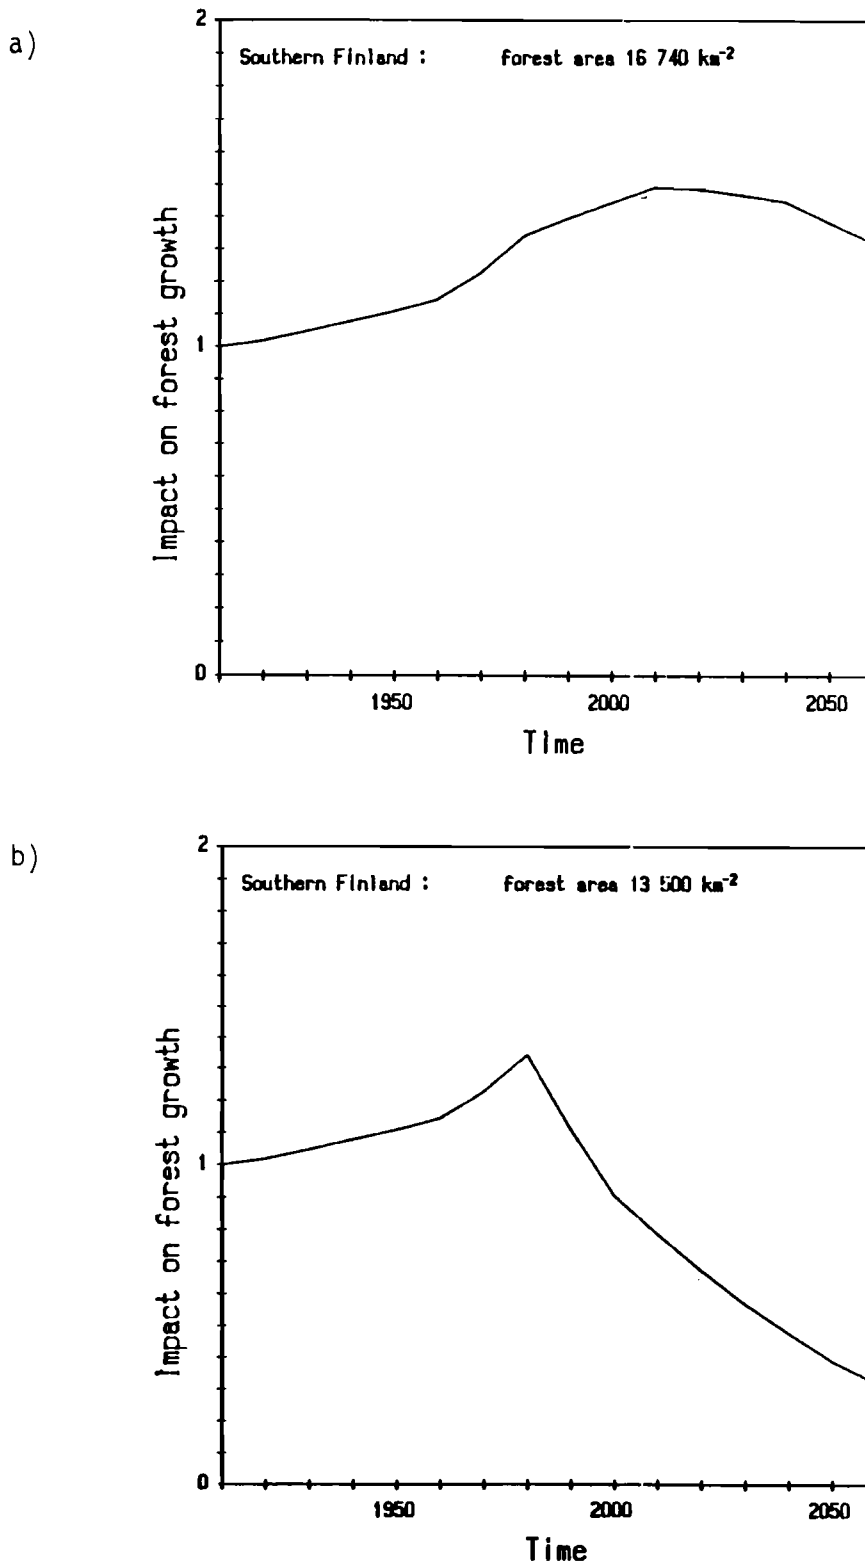 a)
2
Southern Finland : forest area 16 740 km⁻²
1
Impact on forest growth
0
1950 2000 2050
Time
b)
2
Southern Finland : forest area 13 500 km⁻²
1
Impact on forest growth
0
1950 2000 2050
Time